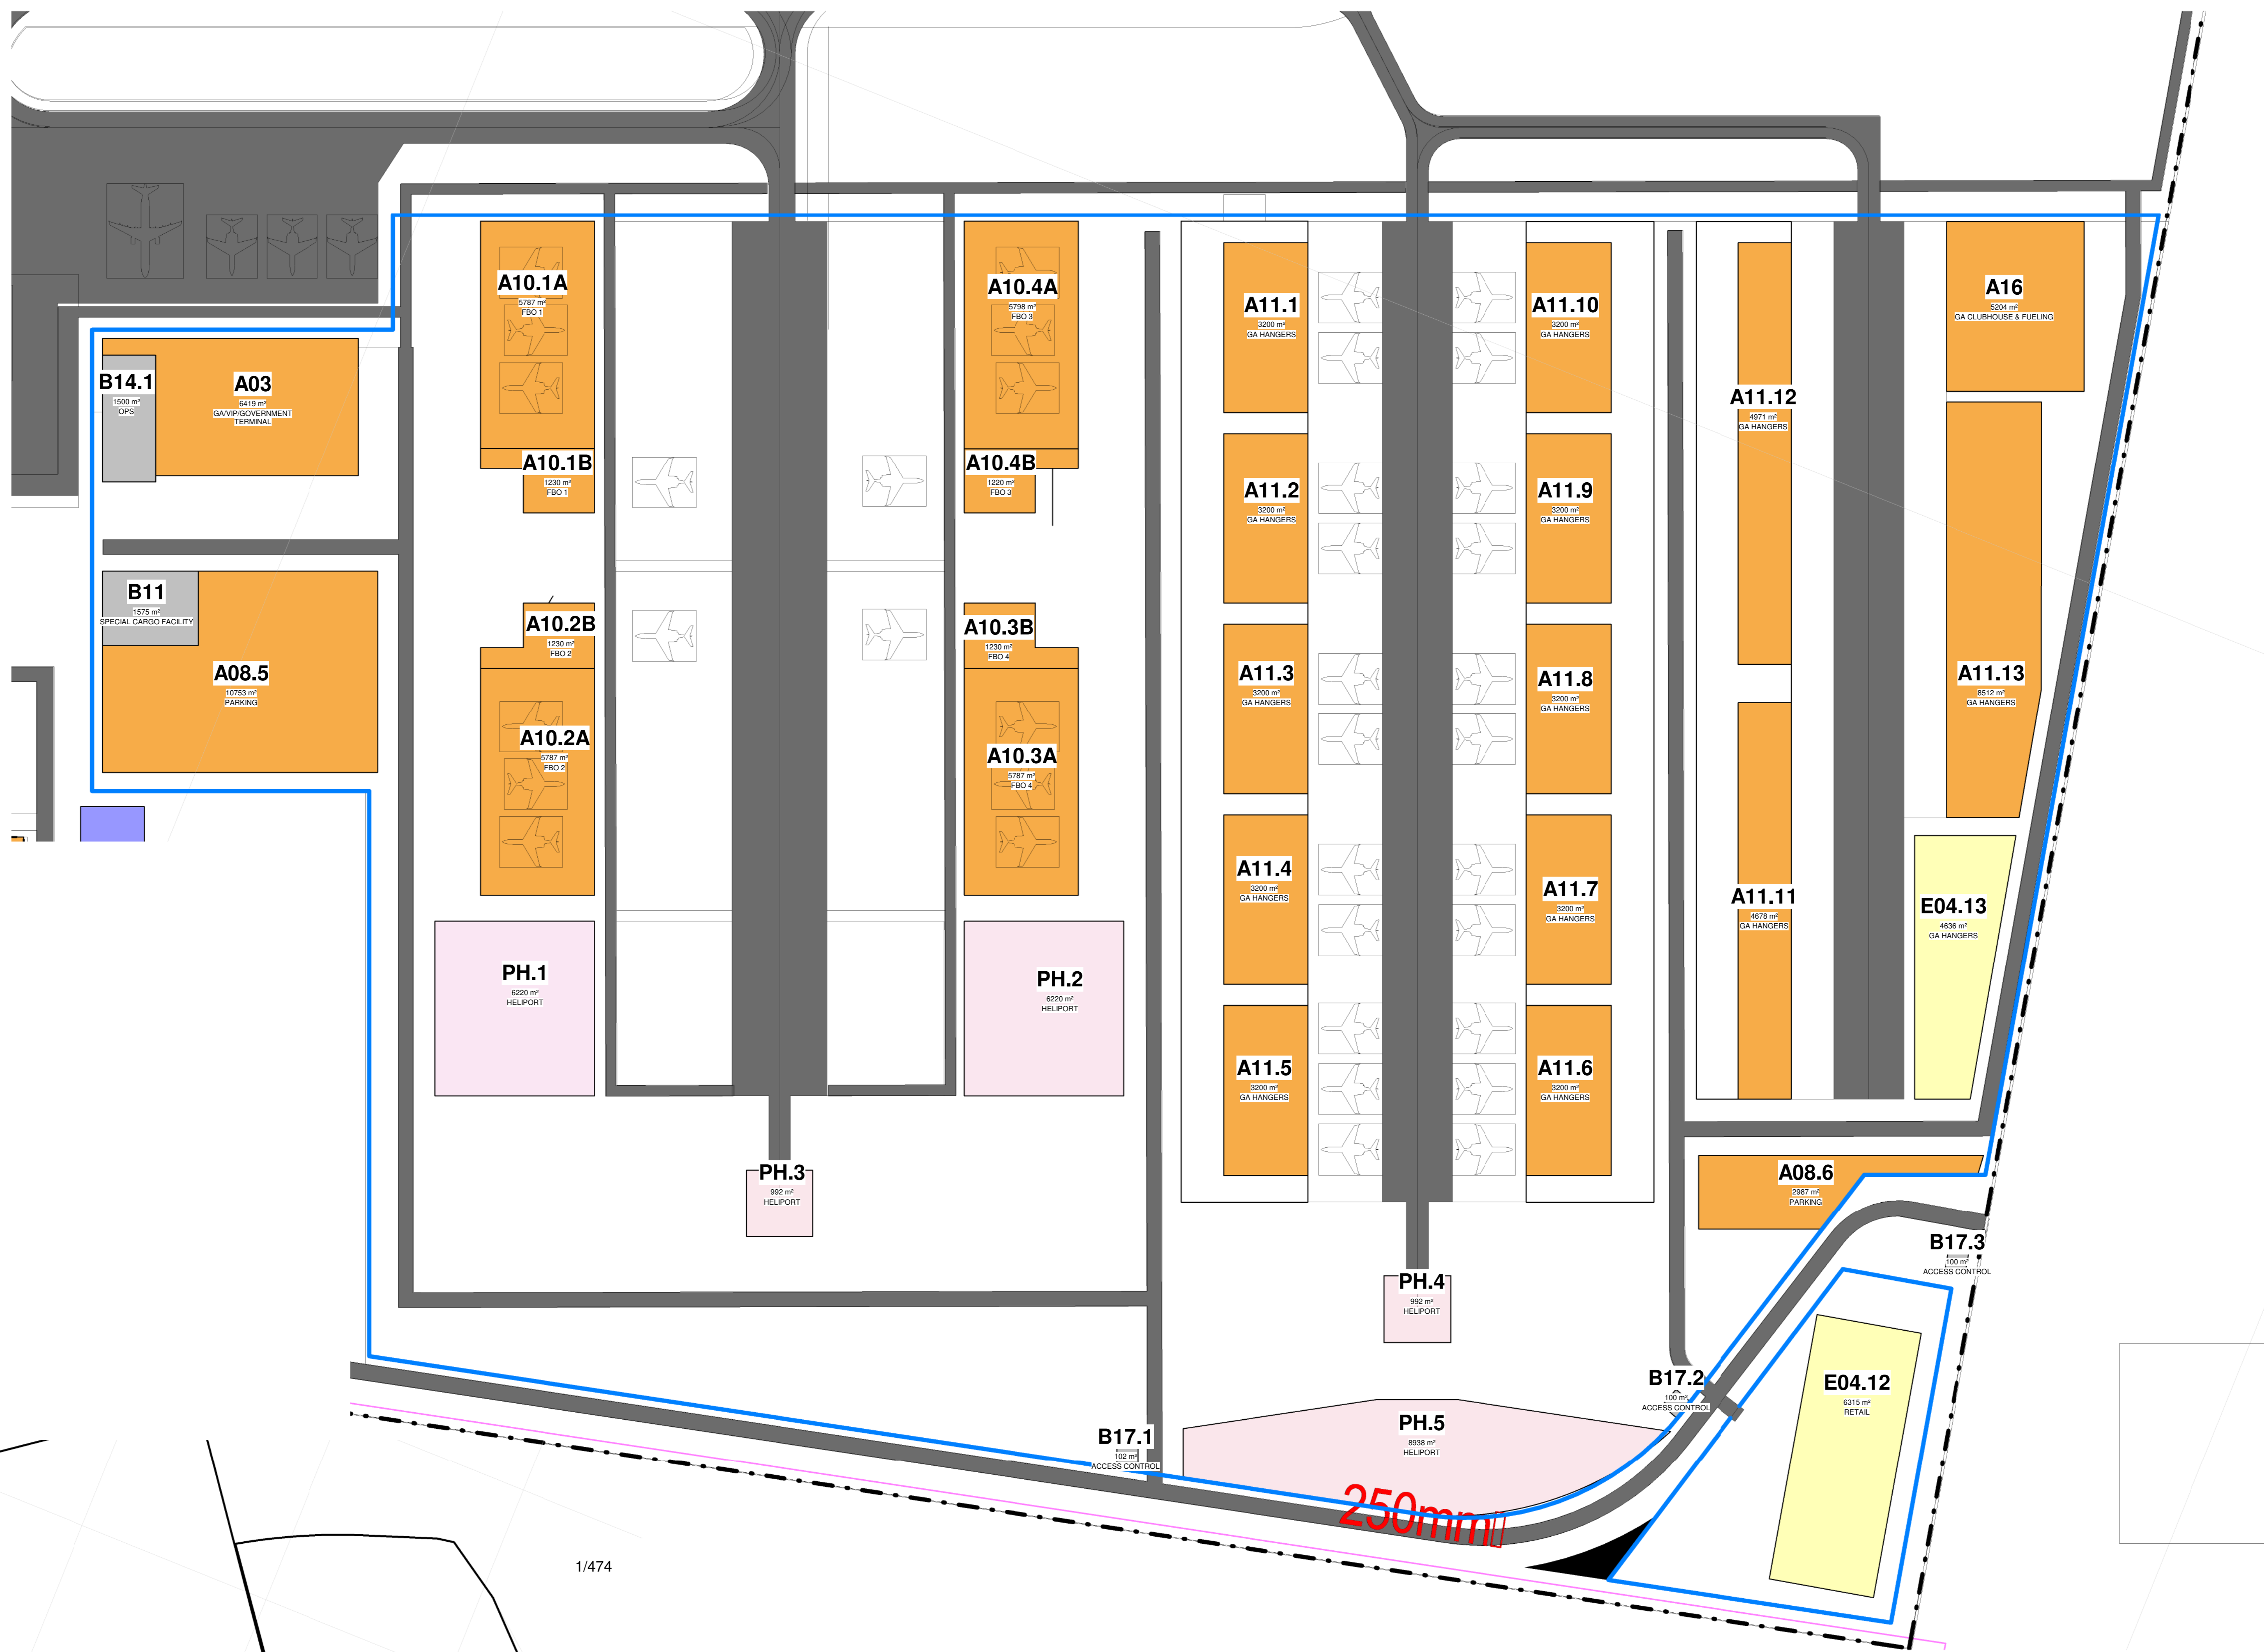 A10.1A
5787 m²
FBO 1
A10.4A
5798 m²
FBO 3
A11.1
3200 m²
GA HANGERS
A11.10
3200 m²
GA HANGERS
A16
5204 m²
GA CLUBHOUSE & FUELING
B14.1
1500 m²
OPS
A03
6419 m²
GA/VIP/GOVERNMENT
TERMINAL
A11.12
4971 m²
GA HANGERS
A10.1B
1230 m²
FBO 1
A10.4B
1220 m²
FBO 3
A11.2
3200 m²
GA HANGERS
A11.9
3200 m²
GA HANGERS
B11
1575 m²
SPECIAL CARGO FACILITY
A08.5
10753 m²
PARKING
A10.2B
1230 m²
FBO 2
A10.3B
1230 m²
FBO 4
A11.3
3200 m²
GA HANGERS
A11.8
3200 m²
GA HANGERS
A11.13
8512 m²
GA HANGERS
A10.2A
5787 m²
FBO 2
A10.3A
5787 m²
FBO 4
A11.4
3200 m²
GA HANGERS
A11.7
3200 m²
GA HANGERS
A11.11
4678 m²
GA HANGERS
E04.13
4636 m²
GA HANGERS
PH.1
6220 m²
HELIPORT
PH.2
6220 m²
HELIPORT
A11.5
3200 m²
GA HANGERS
A11.6
3200 m²
GA HANGERS
PH.3
992 m²
HELIPORT
A08.6
2987 m²
PARKING
B17.3
100 m²
ACCESS CONTROL
PH.4
992 m²
HELIPORT
B17.2
100 m²
ACCESS CONTROL
E04.12
6315 m²
RETAIL
PH.5
8938 m²
HELIPORT
B17.1
102 m²
ACCESS CONTROL
250mm
1/474